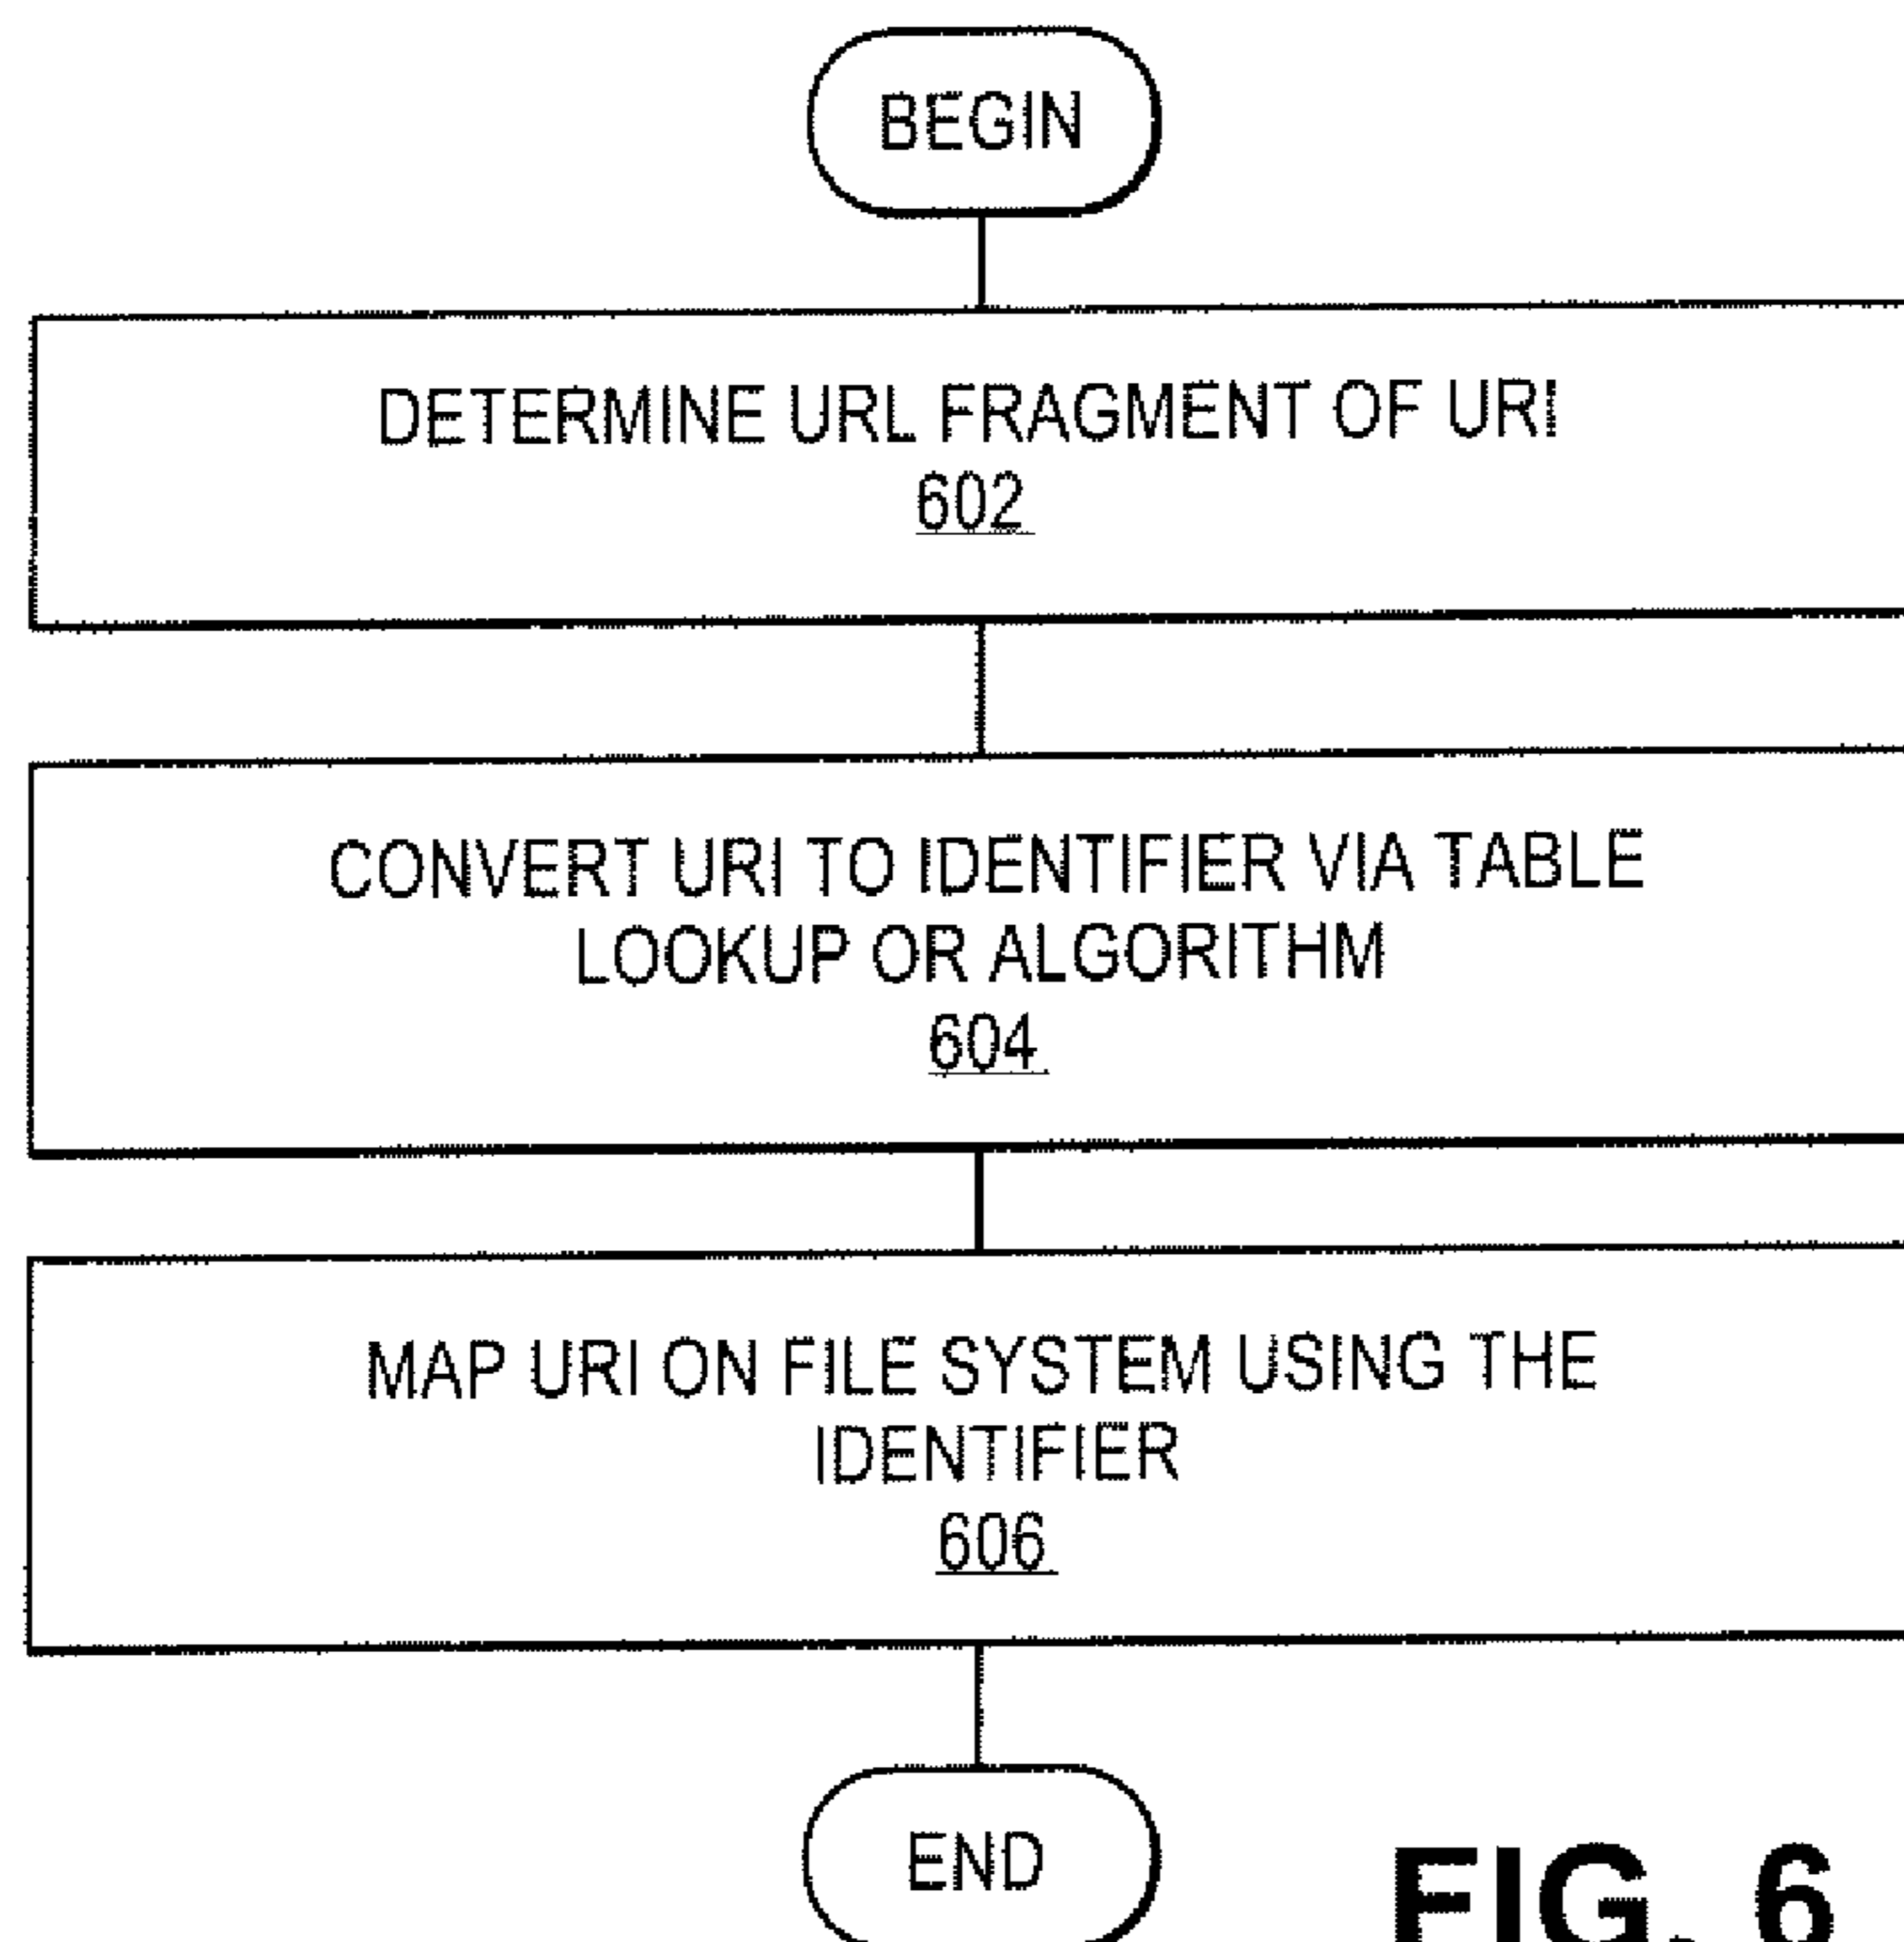 BEGIN
DETERMINE URL FRAGMENT OF URI
602
CONVERT URI TO IDENTIFIER VIA TABLE
LOOKUP OR ALGORITHM
604
MAP URI ON FILE SYSTEM USING THE
IDENTIFIER
606
END
FIG. 6